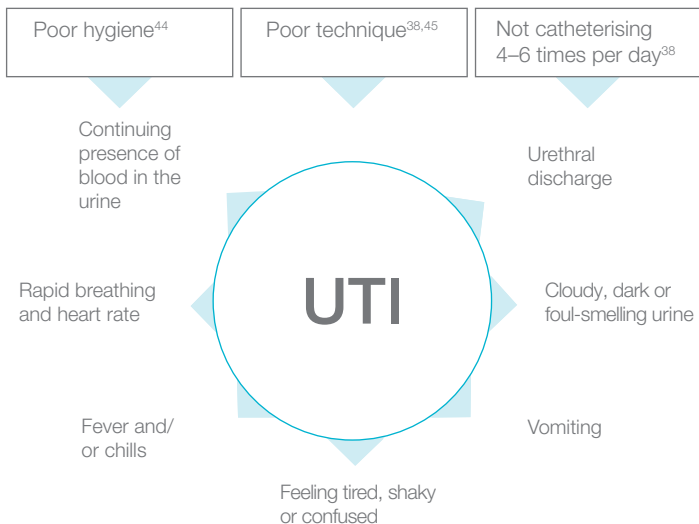 Poor hygiene44
Poor technique38,45
Not catheterising
4–6 times per day38
Continuing
presence of
blood in the
urine
Urethral
discharge
Rapid breathing
and heart rate
UTI
Cloudy, dark or
foul-smelling urine
Fever and/
or chills
Vomiting
Feeling tired, shaky
or confused